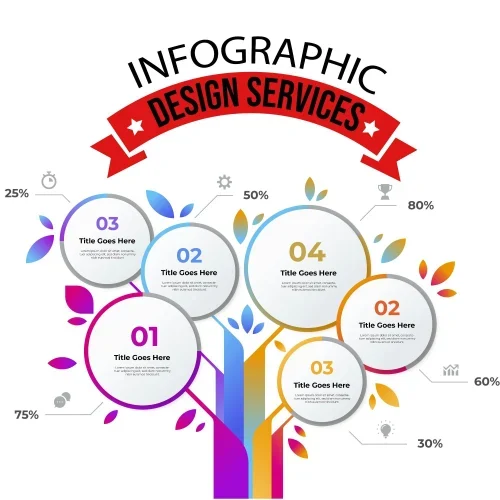 INFOGRAPHIC
DESIGN SERVICES
25%
50%
80%
03
Title Goes Here
02
Title Goes Here
04
Title Goes Here
01
Title Goes Here
02
Title Goes Here
03
Title Goes Here
75%
60%
30%